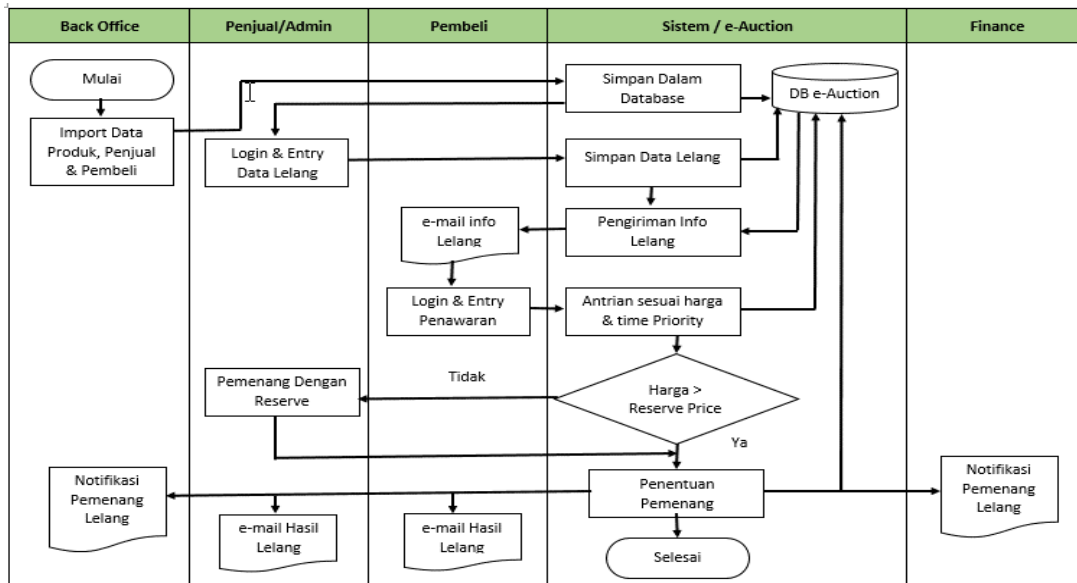 Back Office
Penjual/Admin
Pembeli
Sistem / e-Auction
Finance
Mulai
Simpan Dalam
Database
DB e-Auction
Import Data
Produk, Penjual
& Pembeli
Login & Entry
Data Lelang
Simpan Data Lelang
e-mail info
Lelang
Pengiriman Info
Lelang
Login & Entry
Penawaran
Antrian sesuai harga
& time Priority
Pemenang Dengan
Reserve
Tidak
Harga >
Reserve Price
Ya
Notifikasi
Pemenang
Lelang
e-mail Hasil
Lelang
e-mail Hasil
Lelang
Penentuan
Pemenang
Notifikasi
Pemenang
Lelang
Selesai